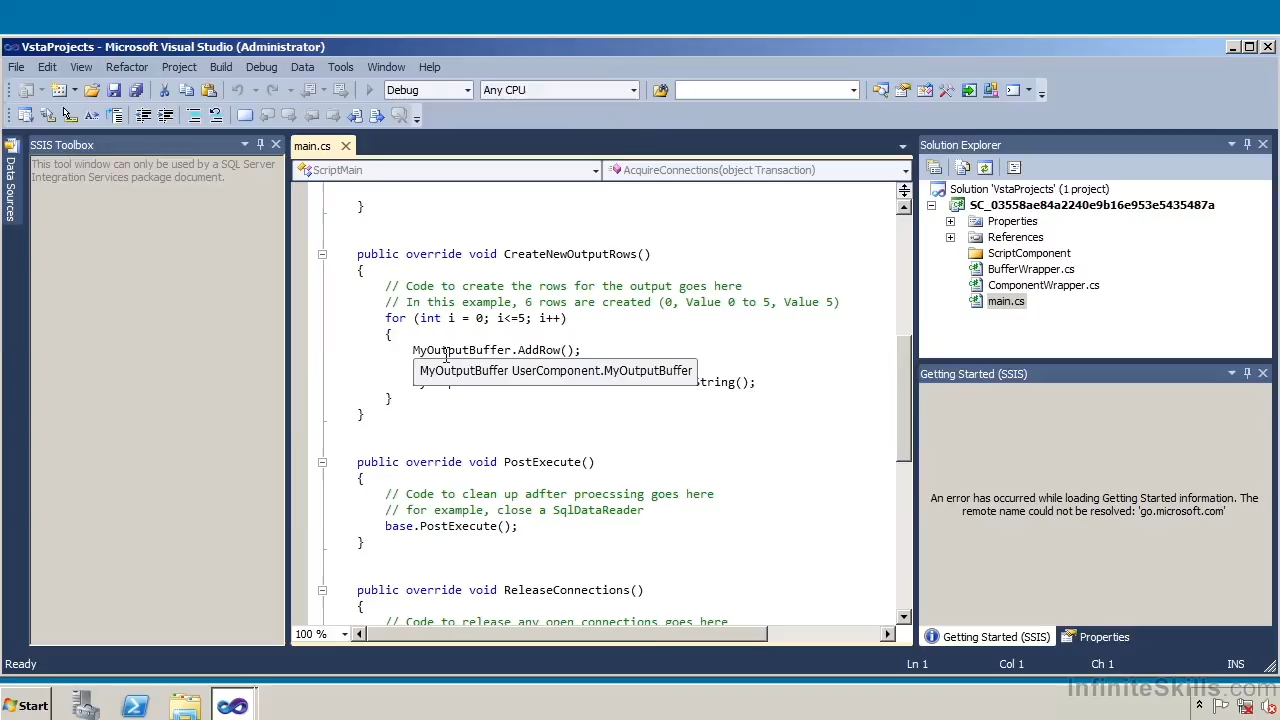 VstaProjects - Microsoft Visual Studio (Administrator)
File Edit View Refactor Project Build Debug Data Tools Window Help
Debug Any CPU
Data Sources
SSIS Toolbox
This tool window can only be used by a SQL Server
Integration Services package document.
main.cs
ScriptMain AcquireConnections(object Transaction)
}
public override void CreateNewOutputRows()
{
// Code to create the rows for the output goes here
// In this example, 6 rows are created (0, Value 0 to 5, Value 5)
for (int i = 0; i<=5; i++)
{
MyOutputBuffer.AddRow();
MyOutputBuffer UserComponent.MyOutputBuffer
String();
}
}
public override void PostExecute()
{
// Code to clean up adfter proecssing goes here
// for example, close a SqlDataReader
base.PostExecute();
}
public override void ReleaseConnections()
{
// Code to release any open connections goes here
100 %
Solution Explorer
Solution 'VstaProjects' (1 project)
SC_03558ae84a2240e9b16e953e5435487a
Properties
References
ScriptComponent
BufferWrapper.cs
ComponentWrapper.cs
main.cs
Getting Started (SSIS)
An error has occurred while loading Getting Started information. The
remote name could not be resolved: 'go.microsoft.com'
Getting Started (SSIS) Properties
Ready Ln 1 Col 1 Ch 1 INS
Start
InfiniteSkills.com